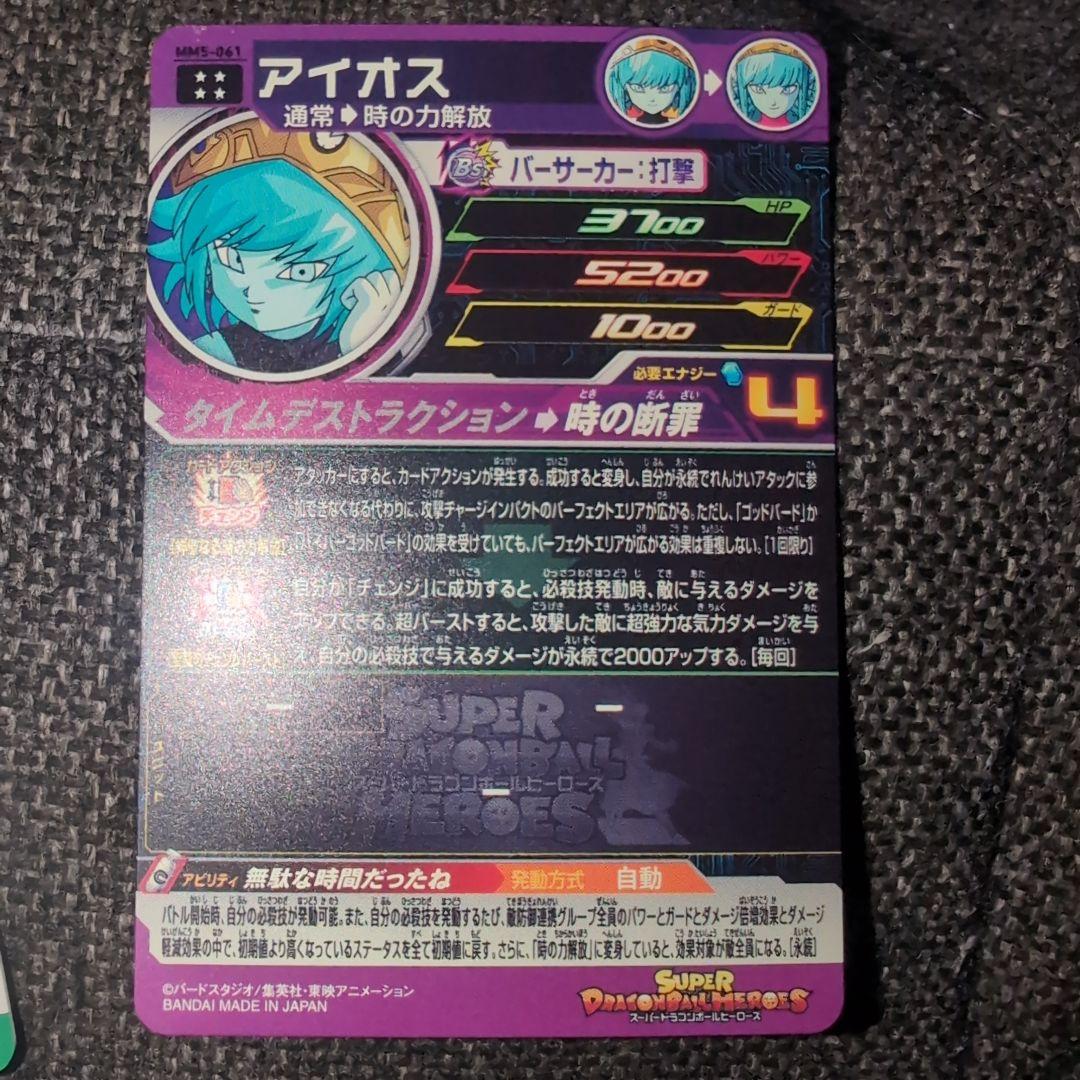 MM5-061
アイオス
通常➡時の力解放
Bs バーサーカー:打撃
HP
3700
パワー
5200
ガード
1000
必要エナジー 4
タイムデストラクション➡時の断罪
カードアクション
チェンジ
アタッカーにすると、カードアクションが発生する。成功すると変身し、自分が永続でれんけいアタックに参
加できなくなる代わりに、攻撃チャージインパクトのパーフェクトエリアが広がる。ただし、「ゴッドバード」か
「ハイパーゴッドバード」の効果を受けていても、パーフェクトエリアが広がる効果は重複しない。[1回限り]
自分が「チェンジ」に成功すると、必殺技発動時、敵に与えるダメージを
アップできる。超バーストすると、攻撃した敵に超強力な気力ダメージを与
え、自分の必殺技で与えるダメージが永続で2000アップする。[毎回]
ユニット
SUPER
DRAGONBALL
スーパードラゴンボールヒーローズ
HEROES
アビリティ 無駄な時間だったね 発動方式 自動
バトル開始時、自分の必殺技が発動可能。また、自分の必殺技を発動するたび、敵防御連携グループ全員のパワーとガードとダメージ倍増効果とダメージ
軽減効果の中で、初期値より高くなっているステータスを全て初期値に戻す。さらに、「時の力解放」に変身していると、効果対象が敵全員になる。[永続]
©バードスタジオ/集英社・東映アニメーション
BANDAI MADE IN JAPAN
SUPER
DRAGONBALL HEROES
スーパードラゴンボールヒーローズ